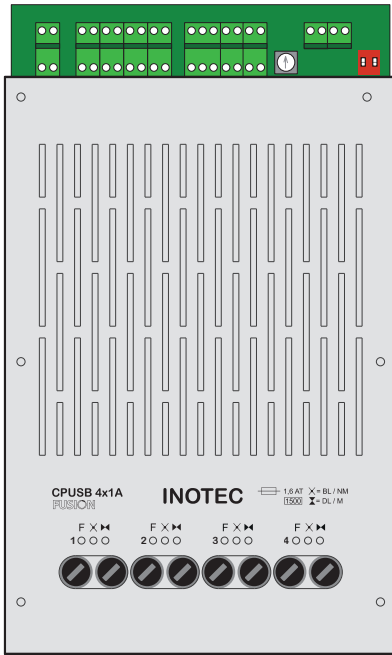 CPUSB 4x1A
FUSION
INOTEC
1,6 AT = BL / NM
1500 = DL / M
F F F F
1 2 3 4